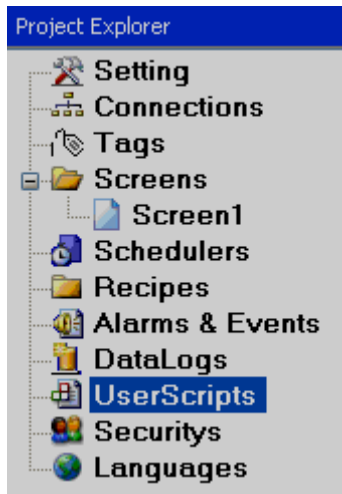 Project Explorer
Setting
Connections
Tags
Screens
Screen1
Schedulers
Recipes
Alarms & Events
DataLogs
UserScripts
Securitys
Languages